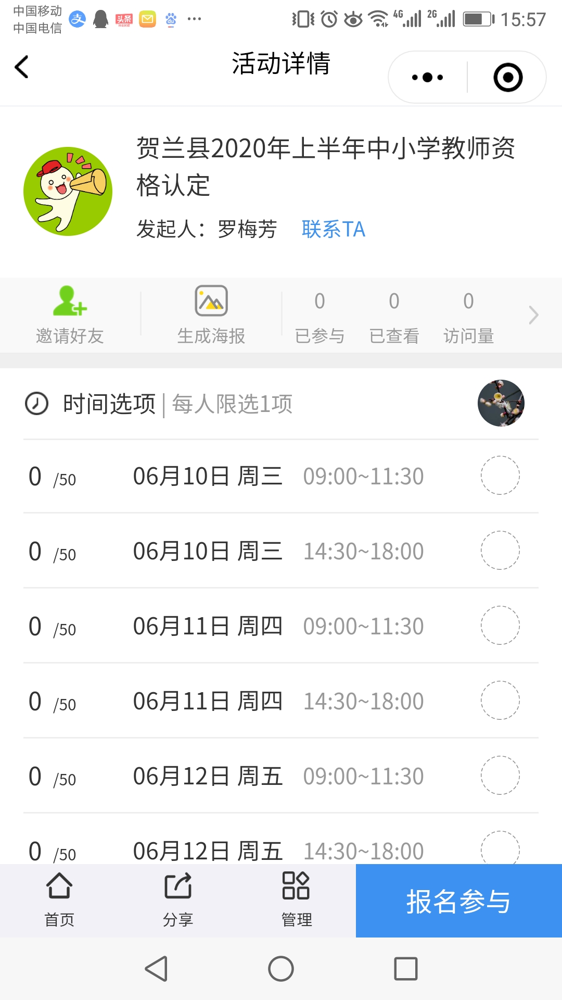 中国移动
中国电信
头条
du
4G
2G
15:57
活动详情
贺兰县2020年上半年中小学教师资
格认定
发起人：罗梅芳 联系TA
邀请好友
生成海报
0 已参与
0 已查看
0 访问量
时间选项 | 每人限选1项
0 /50 06月10日 周三 09:00~11:30
0 /50 06月10日 周三 14:30~18:00
0 /50 06月11日 周四 09:00~11:30
0 /50 06月11日 周四 14:30~18:00
0 /50 06月12日 周五 09:00~11:30
0 /50 06月12日 周五 14:30~18:00
首页
分享
管理
报名参与